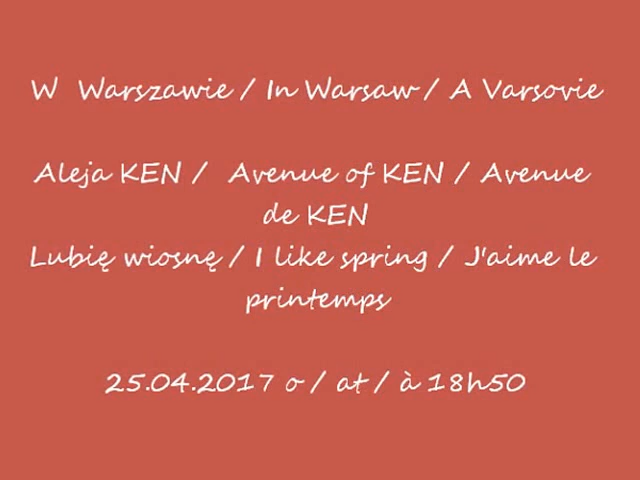 W Warszawie / In Warsaw / A Varsovie
Aleja KEN / Avenue of KEN / Avenue
de KEN
Lubię wiosnę / I like spring / J'aime le
printemps
25.04.2017 o / at / à 18h50